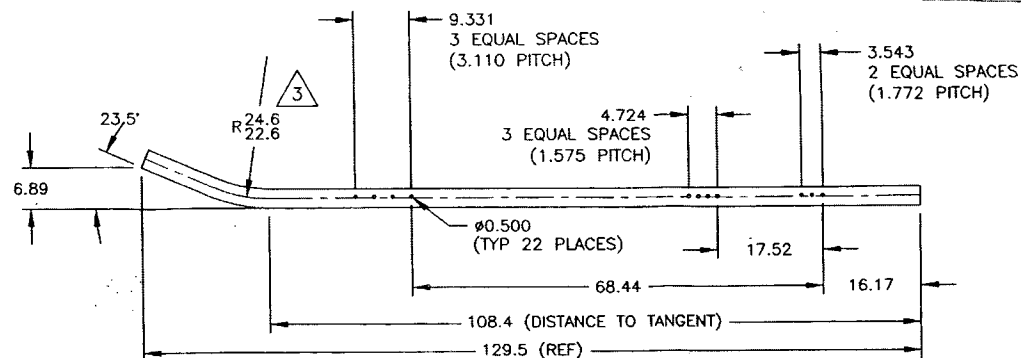 9.331
3 EQUAL SPACES
(3.110 PITCH)
3.543
2 EQUAL SPACES
(1.772 PITCH)
3
R 24.6
22.6
23.5'
4.724
3 EQUAL SPACES
(1.575 PITCH)
6.89
ø0.500
(TYP 22 PLACES)
17.52
68.44
16.17
108.4 (DISTANCE TO TANGENT)
129.5 (REF)